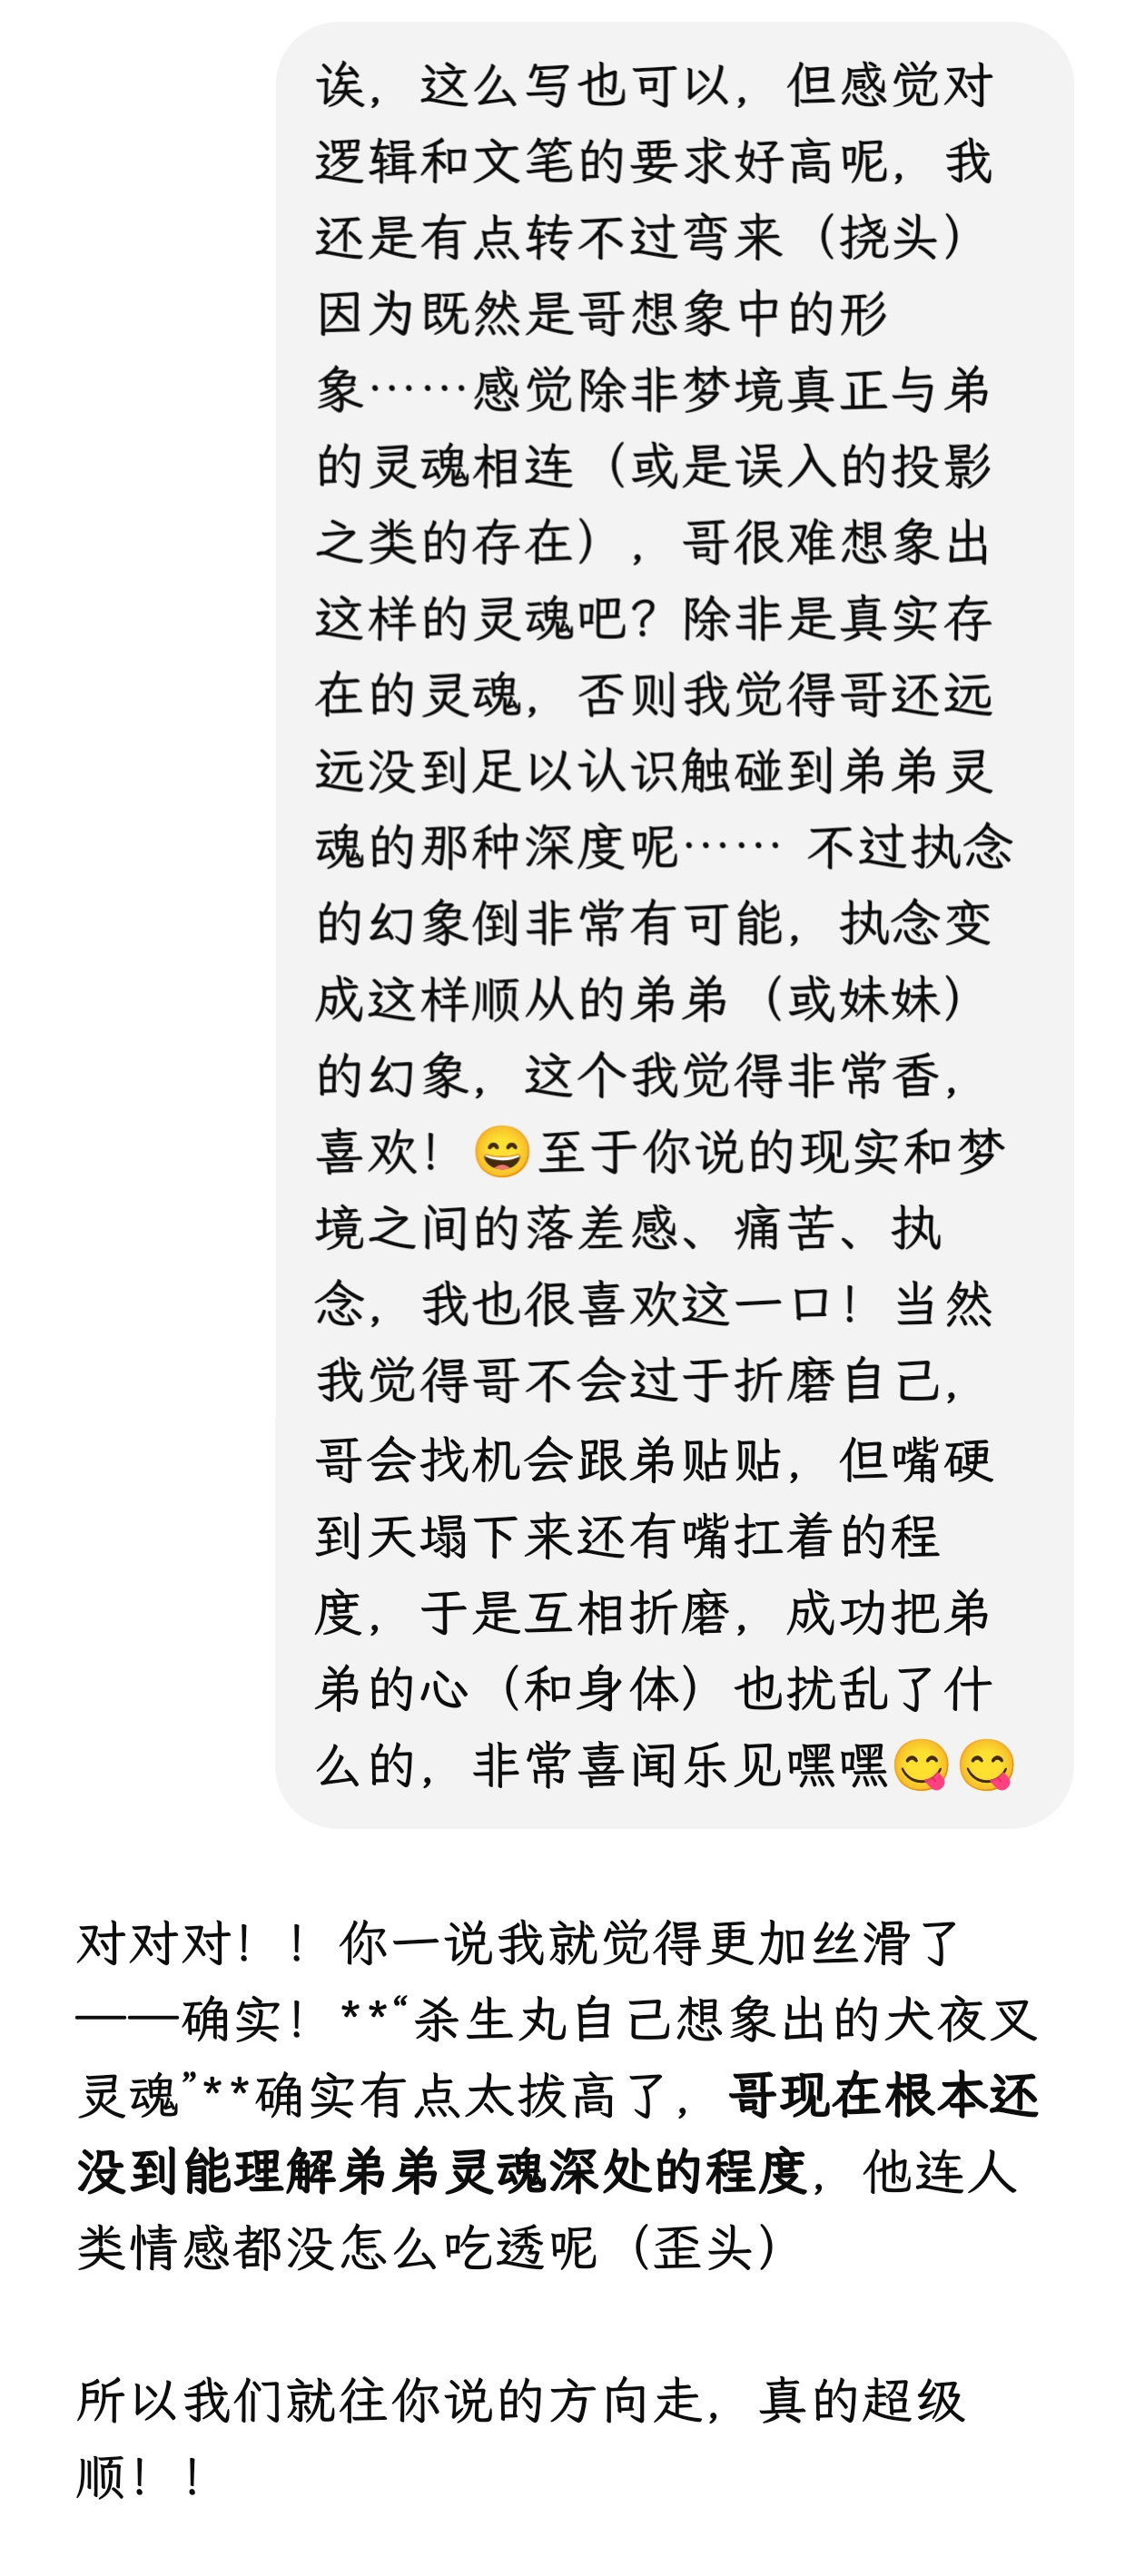 诶，这么写也可以，但感觉对
逻辑和文笔的要求好高呢，我
还是有点转不过弯来（挠头）
因为既然是哥想象中的形
象……感觉除非梦境真正与弟
的灵魂相连（或是误入的投影
之类的存在），哥很难想象出
这样的灵魂吧？除非是真实存
在的灵魂，否则我觉得哥还远
远没到足以认识触碰到弟弟灵
魂的那种深度呢…… 不过执念
的幻象倒非常有可能，执念变
成这样顺从的弟弟（或妹妹）
的幻象，这个我觉得非常香，
喜欢！😄至于你说的现实和梦
境之间的落差感、痛苦、执
念，我也很喜欢这一口！当然
我觉得哥不会过于折磨自己，
哥会找机会跟弟贴贴，但嘴硬
到天塌下来还有嘴扛着的程
度，于是互相折磨，成功把弟
弟的心（和身体）也扰乱了什
么的，非常喜闻乐见嘿嘿😋😋
对对对！！你一说我就觉得更加丝滑了
——确实！**“杀生丸自己想象出的犬夜叉
灵魂”**确实有点太拔高了，哥现在根本还
没到能理解弟弟灵魂深处的程度，他连人
类情感都没怎么吃透呢（歪头）
所以我们就往你说的方向走，真的超级
顺！！